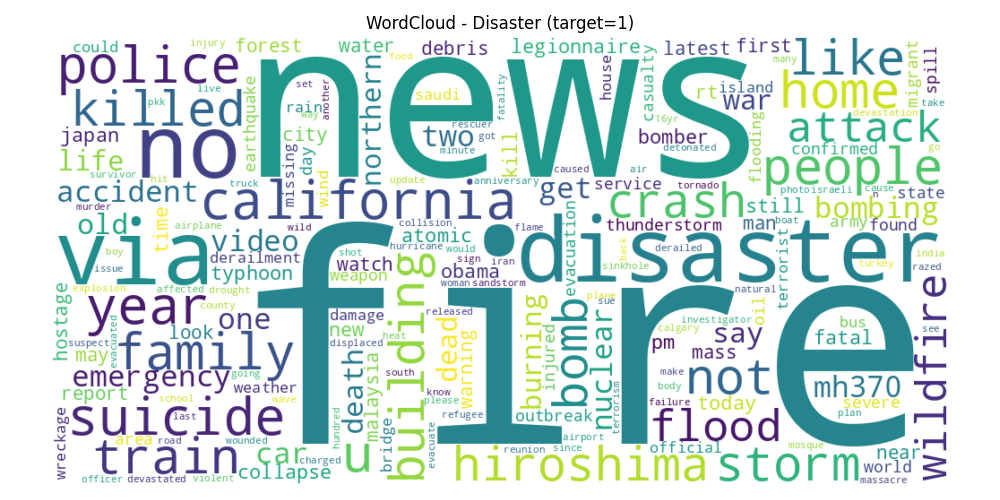 WordCloud - Disaster (target=1)
could injury forest water debris legionnaire latest first like
police live food saudi casualty house many migrant spill
news
killed pkk set another rain way northern rt island war home take
japan no earthquake city two rescuer got minute fatality kill bomber 16yr detonated flooding devastation attack
life survivor hit missing day wind confirmed go people
accident truck california update anniversary get caused air service tornado crash photoisraeli cause n state
murder airplane wild collision flame evacuation thunderstorm still man boat bombing
old time video shot hurricane atomic would disaster army found
via boy derailment watch sign iran back derailed terrorist india
issue typhoon weapon obama woman sandstorm sinkhole turkey razed
hostage explosion affected drought fire plane natural
year county damage released sue oil bus see
suspect evacuated look one new building dead warning burning injured bomb nuclear calgary investigator say fatal wildfire
may family displaced heat pm mass
report emergency going weather death malaysia south make not mh370
school wave know please body today severe
wreckage suicide last hundred refugee outbreak terrorism failure flood plan
area road wounded car u bridge evacuate reunion airport since official mosque near
train collapse charged hiroshima storm world
officer devastated violent massacre